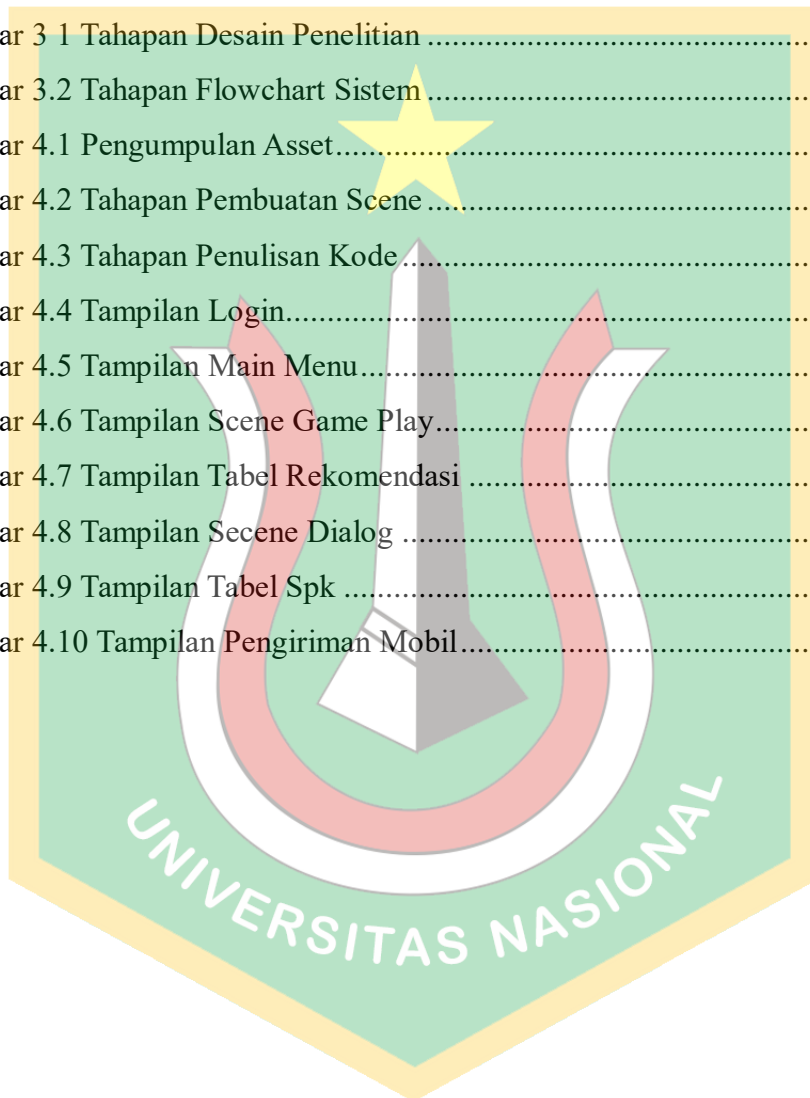 ar 3 1 Tahapan Desain Penelitian ................................................................
ar 3.2 Tahapan Flowchart Sistem ................................................................
ar 4.1 Pengumpulan Asset................................................................
ar 4.2 Tahapan Pembuatan Scene ................................................................
ar 4.3 Tahapan Penulisan Kode................................................................
ar 4.4 Tampilan Login................................................................
ar 4.5 Tampilan Main Menu................................................................
ar 4.6 Tampilan Scene Game Play................................................................
ar 4.7 Tampilan Tabel Rekomendasi ................................................................
ar 4.8 Tampilan Secene Dialog ................................................................
ar 4.9 Tampilan Tabel Spk ................................................................
ar 4.10 Tampilan Pengiriman Mobil................................................................
UNIVERSITAS NASIONAL